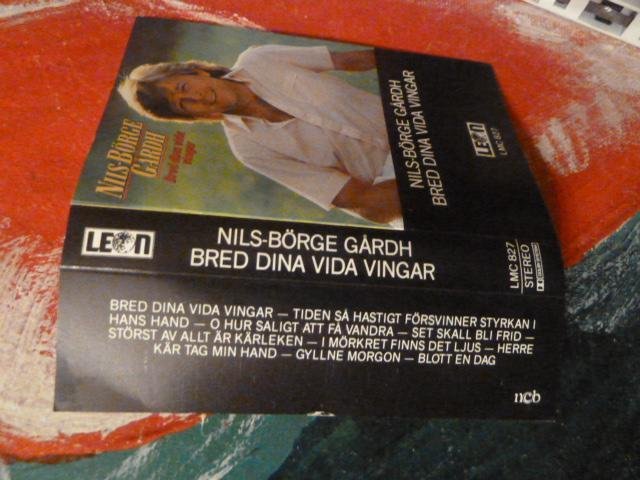 NILS-BÖRGE
GÅRDH
Bred dina vida
vingar
NILS-BÖRGE GÅRDH
BRED DINA VIDA VINGAR
LEON
LMC 827
LEON
NILS-BÖRGE GÅRDH
BRED DINA VIDA VINGAR
LMC 827
STEREO
BRED DINA VIDA VINGAR — TIDEN SÅ HASTIGT FÖRSVINNER STYRKAN I
HANS HAND — O HUR SALIGT ATT FÅ VANDRA — SET SKALL BLI FRID —
STÖRST AV ALLT ÄR KÄRLEKEN — I MÖRKRET FINNS DET LJUS — HERRE
KÄR TAG MIN HAND — GYLLNE MORGON — BLOTT EN DAG
ncb